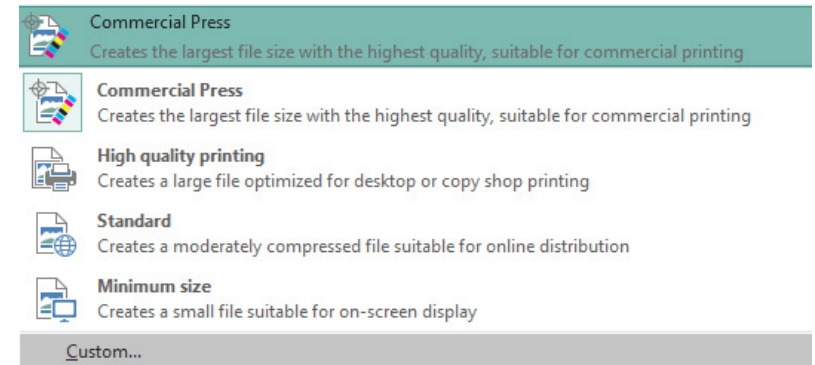 Commercial Press
Creates the largest file size with the highest quality, suitable for commercial printing
Commercial Press
Creates the largest file size with the highest quality, suitable for commercial printing
High quality printing
Creates a large file optimized for desktop or copy shop printing
Standard
Creates a moderately compressed file suitable for online distribution
Minimum size
Creates a small file suitable for on-screen display
Custom...